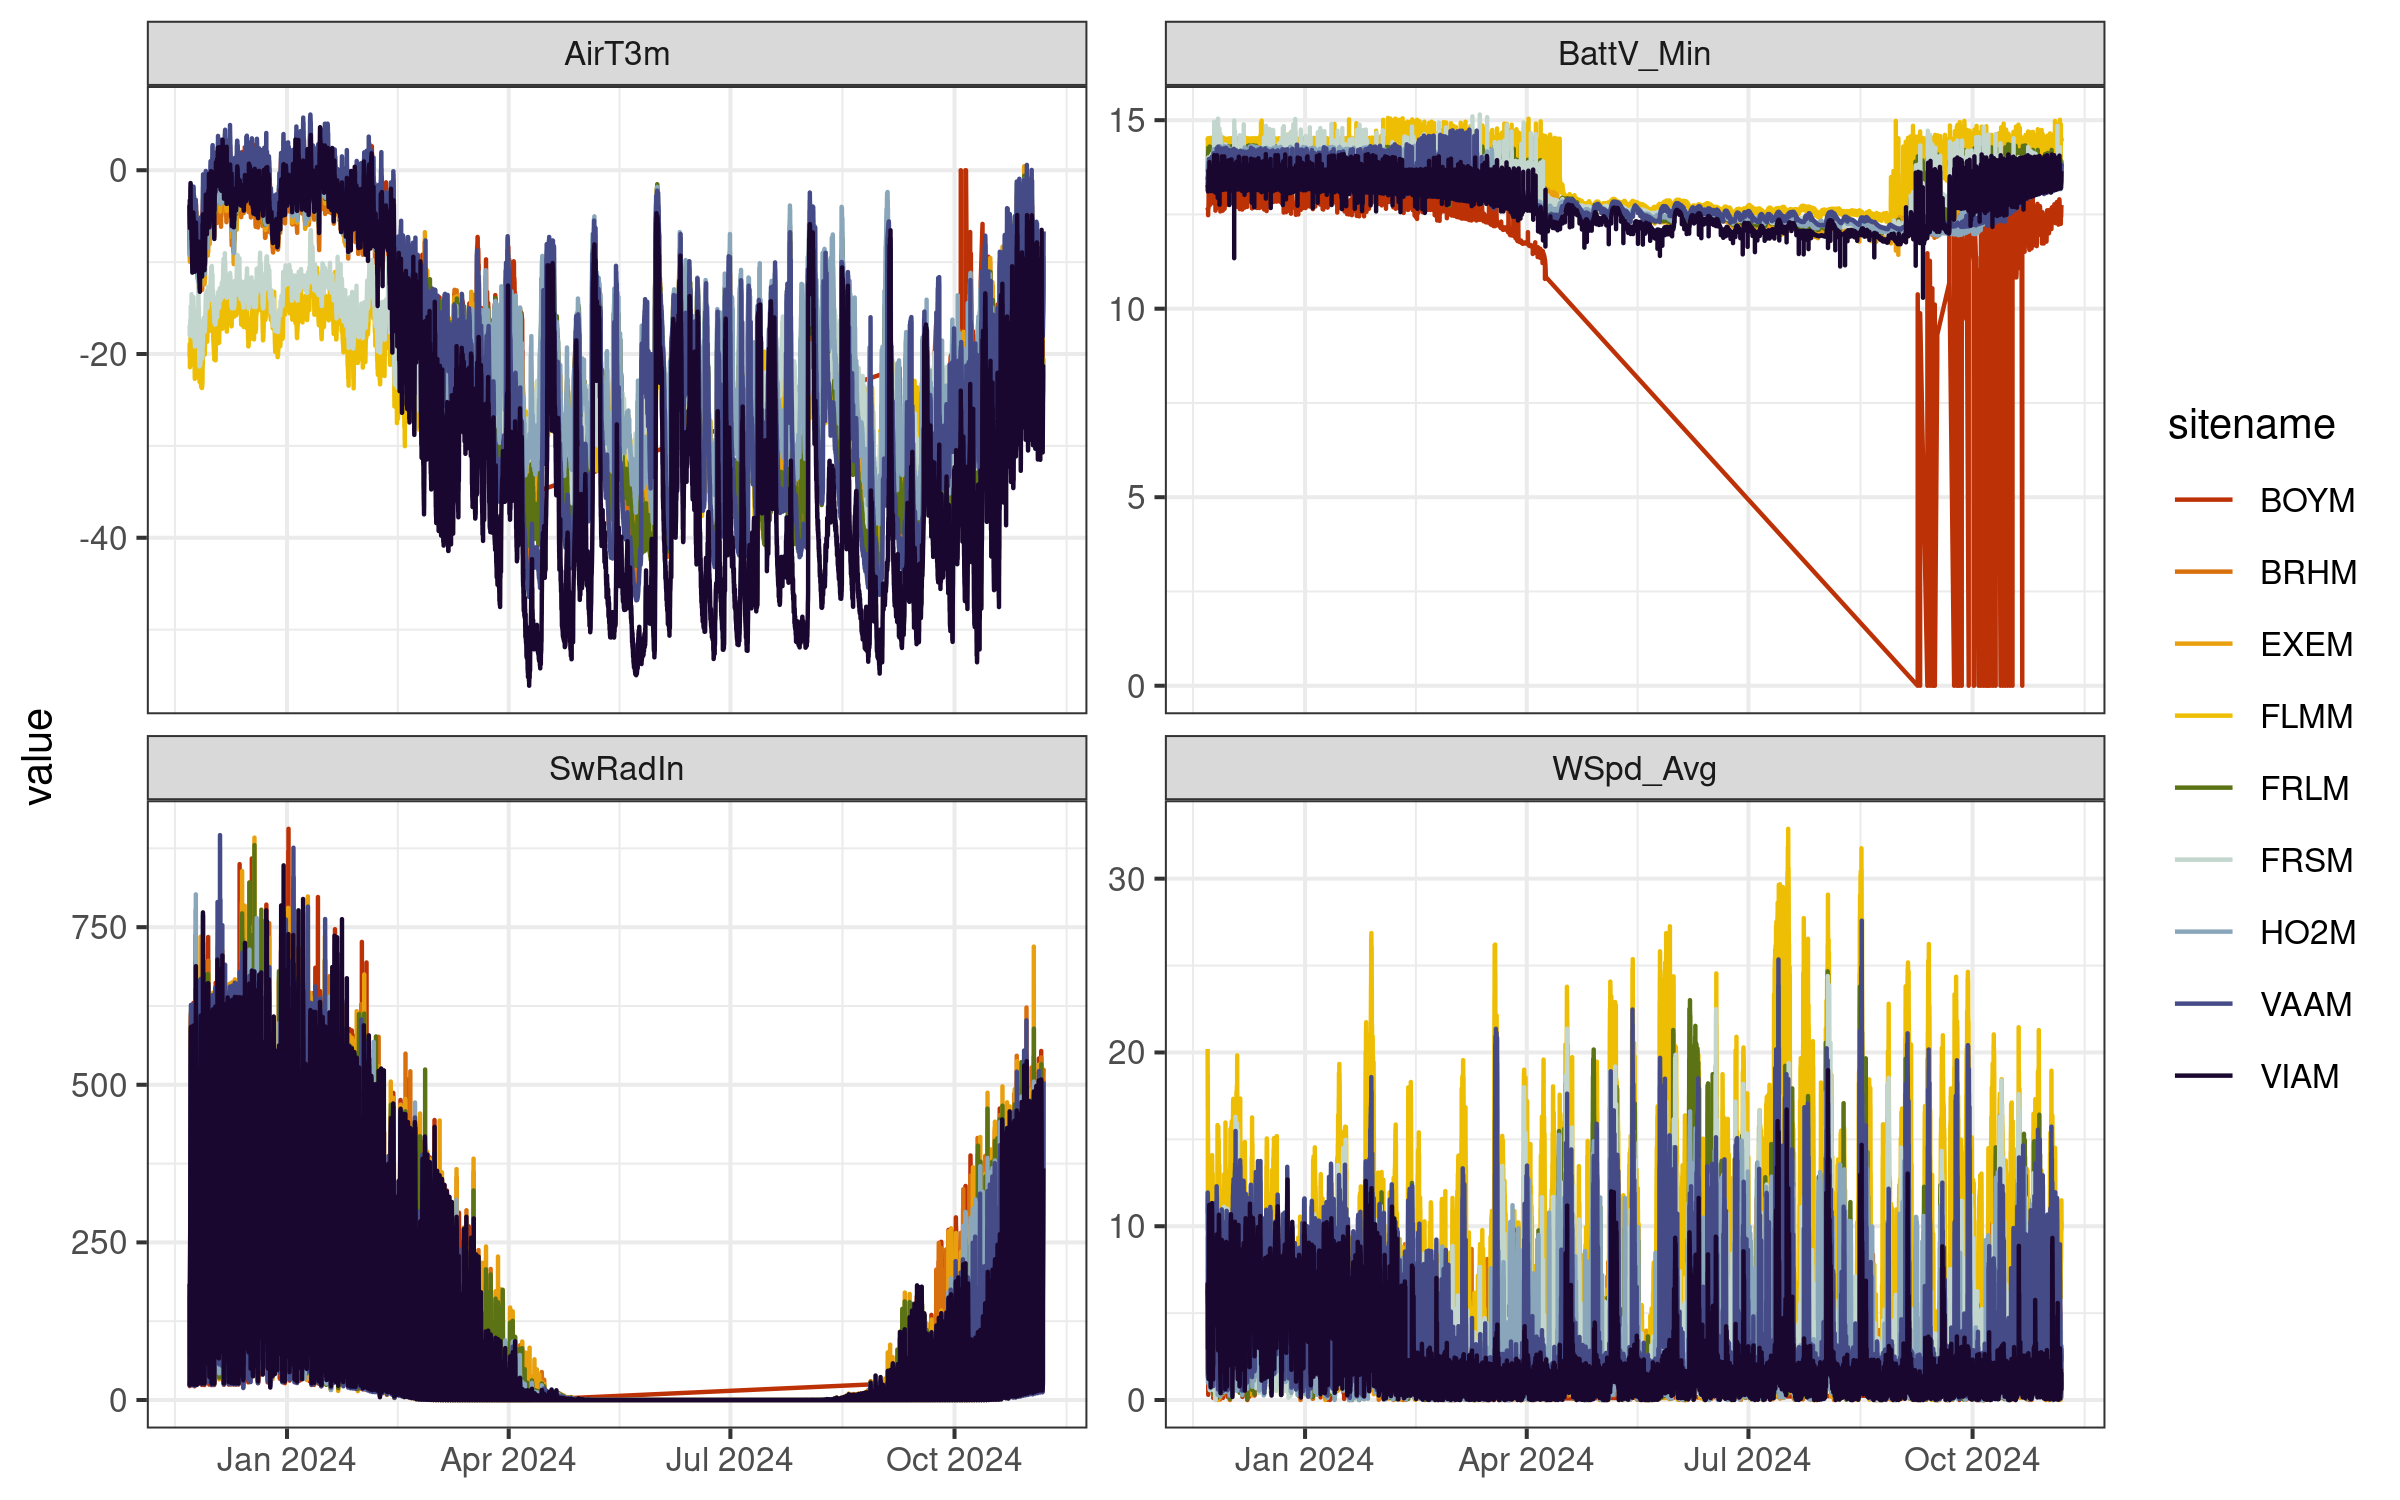 AirT3m
BattV_Min
0
-20
-40
15
10
5
0
value
SwRadIn
WSpd_Avg
750
500
250
0
30
20
10
0
Jan 2024 Apr 2024 Jul 2024 Oct 2024
Jan 2024 Apr 2024 Jul 2024 Oct 2024
sitename
BOYM
BRHM
EXEM
FLMM
FRLM
FRSM
HO2M
VAAM
VIAM